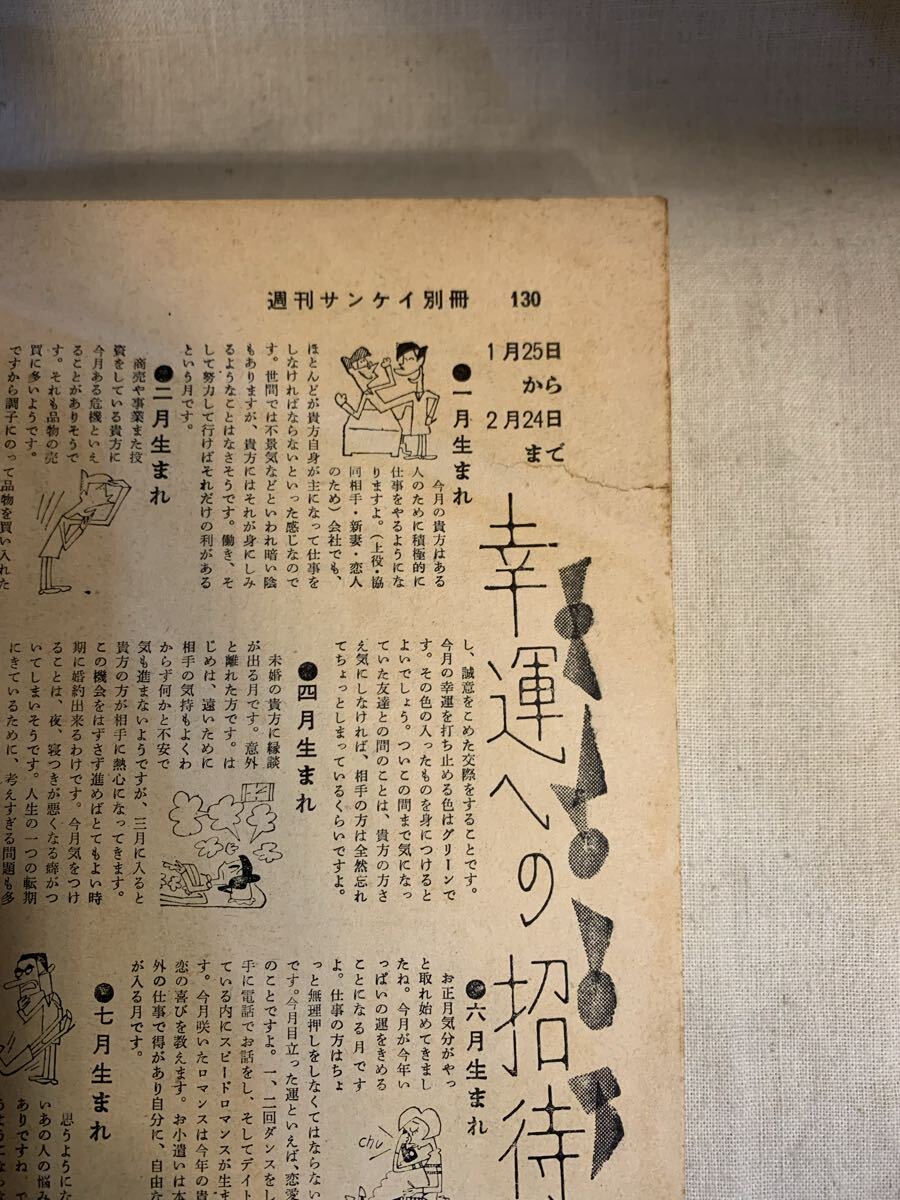 週刊サンケイ別冊 130
1月25日
から
2月24日
まで
幸運への招待
●一月生まれ
今月の貴方はある
人のために積極的に
仕事をやるようにな
りますよ。(上役・協
同相手・新妻・恋人
のため)会社でも、
ほとんどが貴方自身が主になって仕事を
しなければならないといった感じなので
す。世間では不景気などといわれ暗い陰
もありますが、貴方にはそれが身にしみ
るようなことはなさそうです。働き、そ
して努力して行けばそれだけの利がある
という月です。
●二月生まれ
商売や事業また投
資をしている貴方に
今月ある危機といえ
ることがありそうで
す。それも品物の売
買に多いようです。
ですから調子にのって品物を買い入れた
し、誠意をこめた交際をすることです。
今月の幸運を打ち止める色はグリーンで
す。その色の入ったものを身につけると
よいでしょう。ついこの間まで気になっ
ていた友達との間のことは、貴方の方さ
え気にしなければ、相手の方は全然忘れ
てちょっとしまっているくらいですよ。
●四月生まれ
未婚の貴方に縁談
が出る月です。意外
と離れた方です。は
じめは、遠いために
相手の気持もよくわ
からず何かと不安で
気も進まないようですが、三月に入ると
貴方の方が相手に熱心になってきます。
この機会をはずさず進めばとてもよい時
期に婚約出来るわけです。今月気をつけ
ることは、夜、寝つきが悪くなる癖がつ
いてしまいそうです。人生の一つの転期
にきているために、考えすぎる問題も多
●六月生まれ
お正月気分がやっ
と取れ始めてきまし
たね。今月が今年い
っぱいの運をきめる
ことになる月です
よ。仕事の方はちょ
っと無理押しをしなくてはならない
です。今月目立った運といえば、恋愛
のことですよ。一、二回ダンスをし
手に電話でお話をし、そしてデイト
ている内にスピードロマンスが生ま
す。今月咲いたロマンスは今年の貴
恋の喜びを教えます。お小遣いは本
外の仕事で得があり自分に、自由な
が入る月です。
chu
●七月生まれ
思うようにな
いあの人の悩み
ありですね